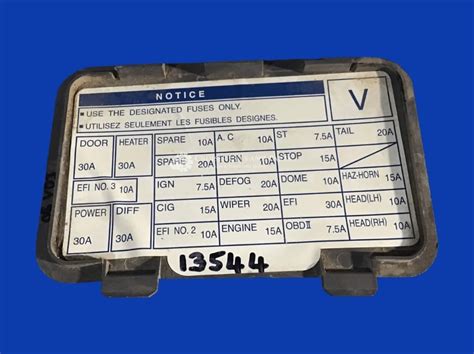 NOTICE
V
■ USE THE DESIGNATED FUSES ONLY.
■ UTILISEZ SEULEMENT LES FUSIBLES DESIGNES.
DOOR 30A
HEATER 30A
SPARE 10A
A.C 10A
ST 7.5A
TAIL 20A
SPARE 20A
TURN 10A
STOP 15A
EFI NO.3 10A
IGN 7.5A
DEFOG 20A
DOME 10A
HAZ-HORN 15A
POWER 30A
DIFF 30A
CIG 15A
WIPER 20A
EFI 30A
HEAD(LH) 10A
EFI NO.2 10A
ENGINE 15A
OBDⅡ 7.5A
HEAD(RH) 10A
13544